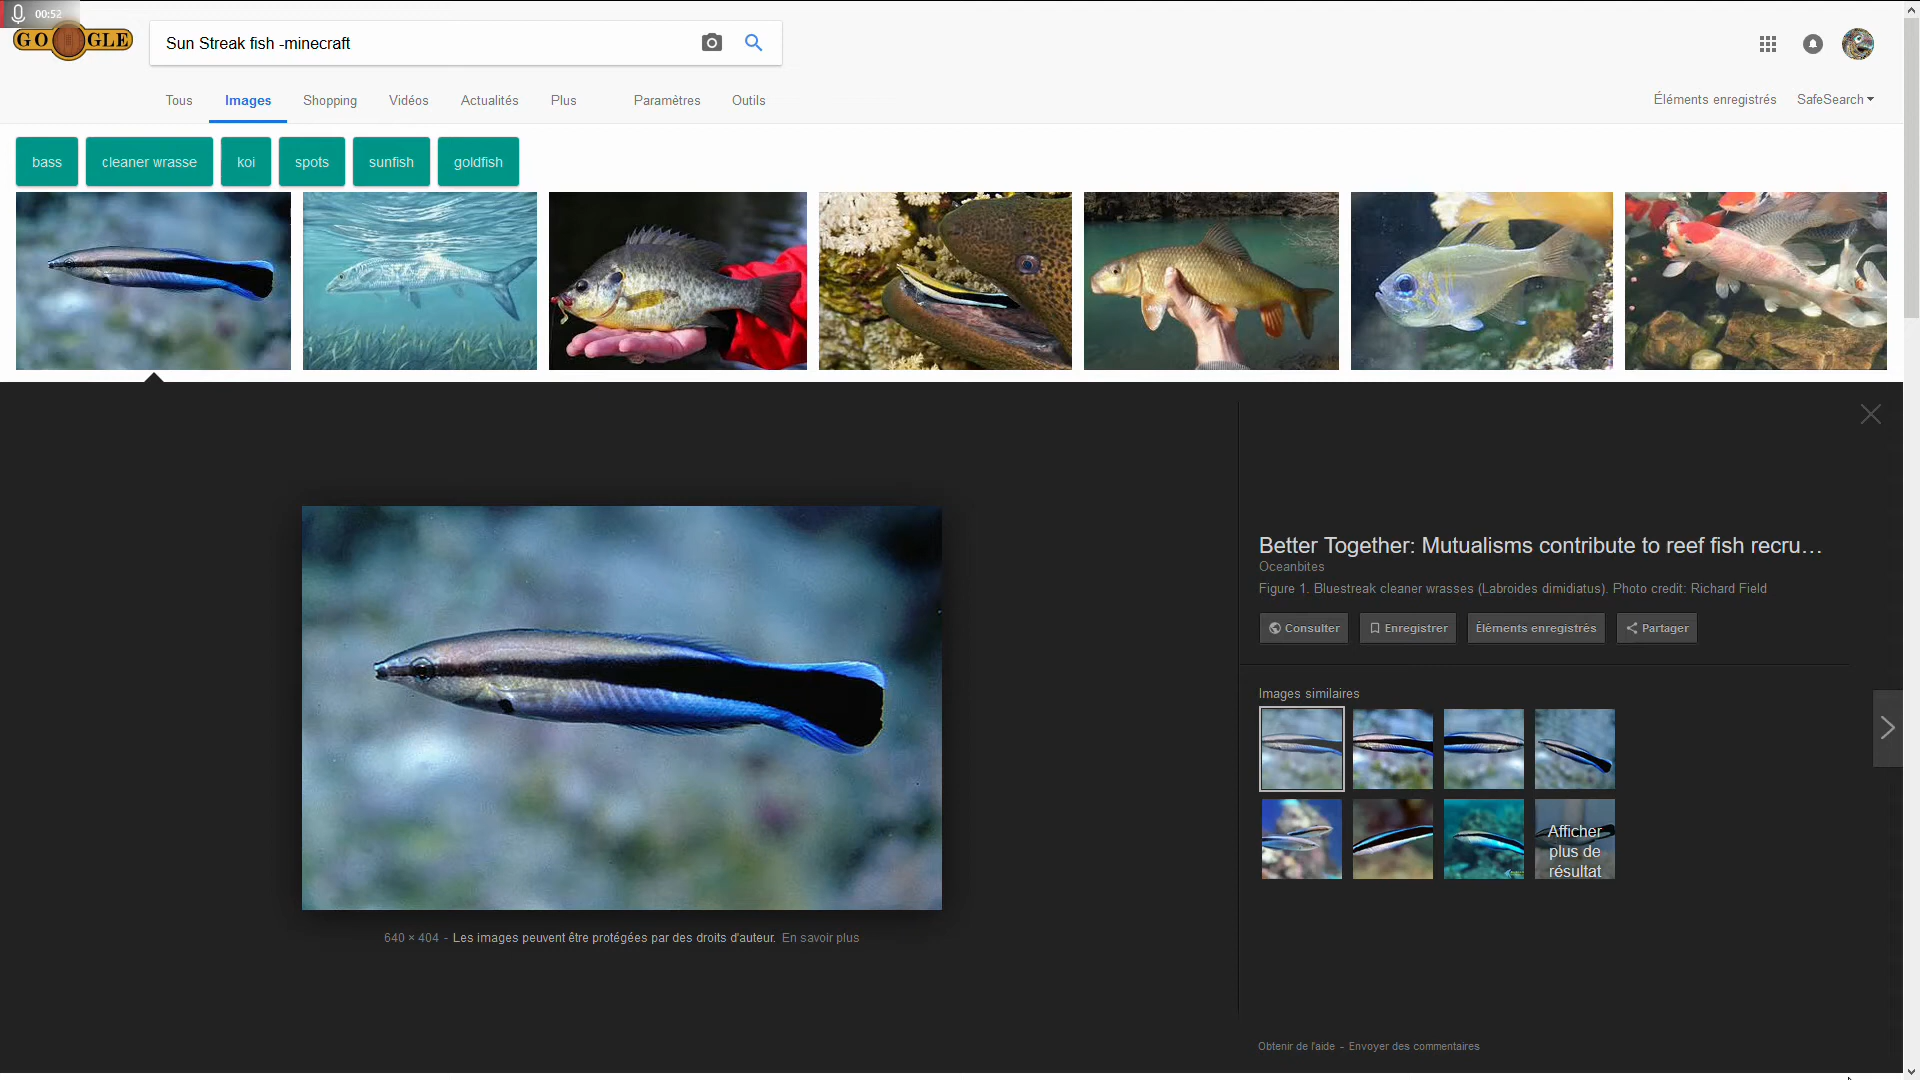 00:52
GOOGLE
Sun Streak fish -minecraft
Tous Images Shopping Vidéos Actualités Plus Paramètres Outils Éléments enregistrés SafeSearch
bass cleaner wrasse koi spots sunfish goldfish
Better Together: Mutualisms contribute to reef fish recru…
Oceanbites
Figure 1. Bluestreak cleaner wrasses (Labroides dimidiatus). Photo credit: Richard Field
Consulter Enregistrer Éléments enregistrés Partager
Images similaires
Afficher
plus de
résultat
640 × 404 - Les images peuvent être protégées par des droits d'auteur. En savoir plus
Obtenir de l'aide - Envoyer des commentaires